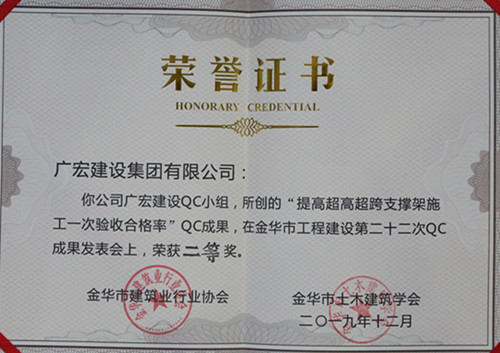 荣誉证书
HONORARY CREDENTIAL
广宏建设集团有限公司：
你公司广宏建设QC小组，所创的“提高超高超跨支撑架施
工一次验收合格率”QC成果，在金华市工程建设第二十二次QC
成果发表会上，荣获二等奖。
金华市建筑业行业协会 金华市土木建筑学会
二〇一九年十二月